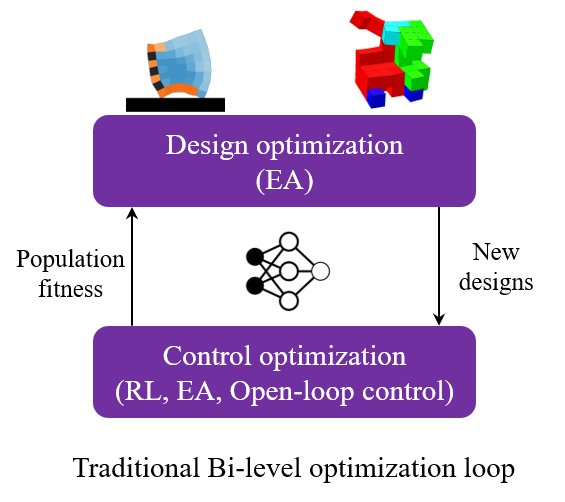 Design optimization
(EA)
Population
fitness
New
designs
Control optimization
(RL, EA, Open-loop control)
Traditional Bi-level optimization loop